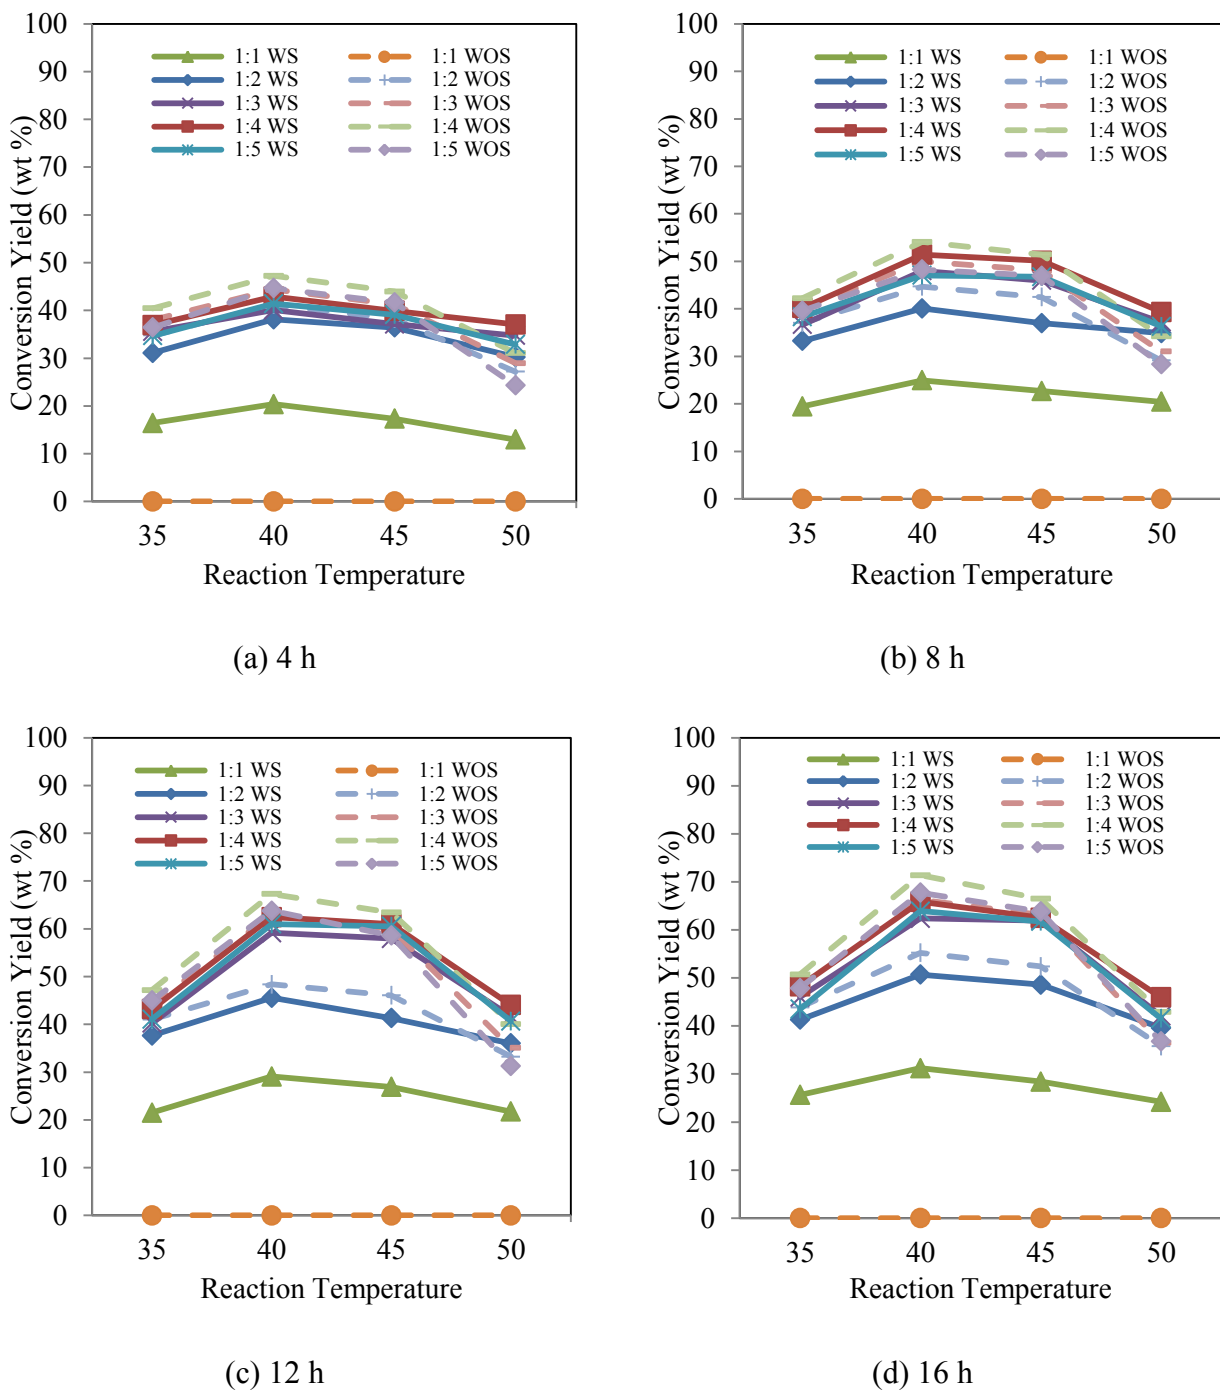 100
90
80
70
60
50
40
30
20
10
0
Conversion Yield (wt %)
1:1 WS
1:1 WOS
1:2 WS
1:2 WOS
1:3 WS
1:3 WOS
1:4 WS
1:4 WOS
1:5 WS
1:5 WOS
35 40 45 50
Reaction Temperature
(a) 4 h
100
90
80
70
60
50
40
30
20
10
0
Conversion Yield (wt %)
1:1 WS
1:1 WOS
1:2 WS
1:2 WOS
1:3 WS
1:3 WOS
1:4 WS
1:4 WOS
1:5 WS
1:5 WOS
35 40 45 50
Reaction Temperature
(b) 8 h
100
90
80
70
60
50
40
30
20
10
0
Conversion Yield (wt %)
1:1 WS
1:1 WOS
1:2 WS
1:2 WOS
1:3 WS
1:3 WOS
1:4 WS
1:4 WOS
1:5 WS
1:5 WOS
35 40 45 50
Reaction Temperature
(c) 12 h
100
90
80
70
60
50
40
30
20
10
0
Conversion Yield (wt %)
1:1 WS
1:1 WOS
1:2 WS
1:2 WOS
1:3 WS
1:3 WOS
1:4 WS
1:4 WOS
1:5 WS
1:5 WOS
35 40 45 50
Reaction Temperature
(d) 16 h